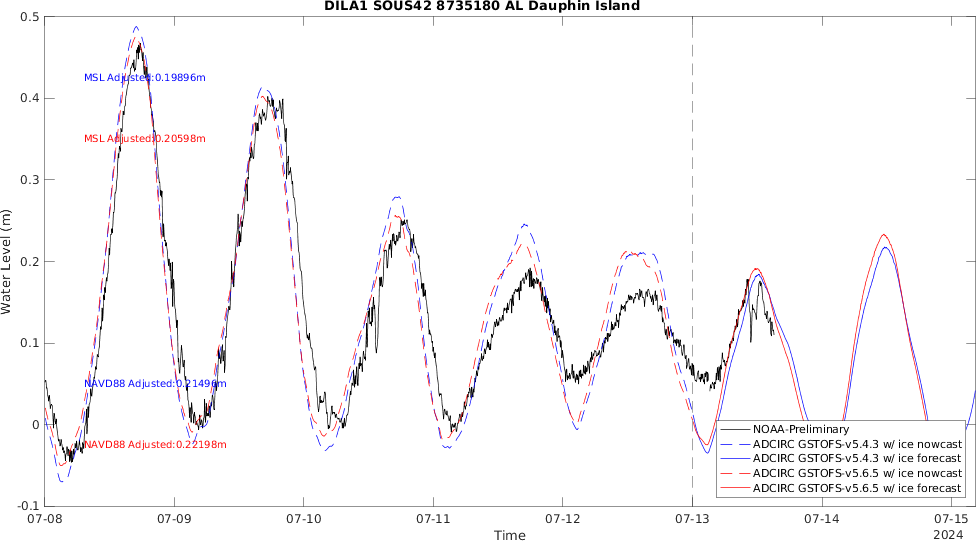 DILA1 SOUS42 8735180 AL Dauphin Island
Water Level (m)
0.5
0.4
0.3
0.2
0.1
0
-0.1
MSL Adjusted:0.19896m
MSL Adjusted:0.20598m
NAVD88 Adjusted:0.21496m
NAVD88 Adjusted:0.22198m
NOAA-Preliminary
ADCIRC GSTOFS-v5.4.3 w/ ice nowcast
ADCIRC GSTOFS-v5.4.3 w/ ice forecast
ADCIRC GSTOFS-v5.6.5 w/ ice nowcast
ADCIRC GSTOFS-v5.6.5 w/ ice forecast
07-08 07-09 07-10 07-11 07-12 07-13 07-14 07-15
Time
2024